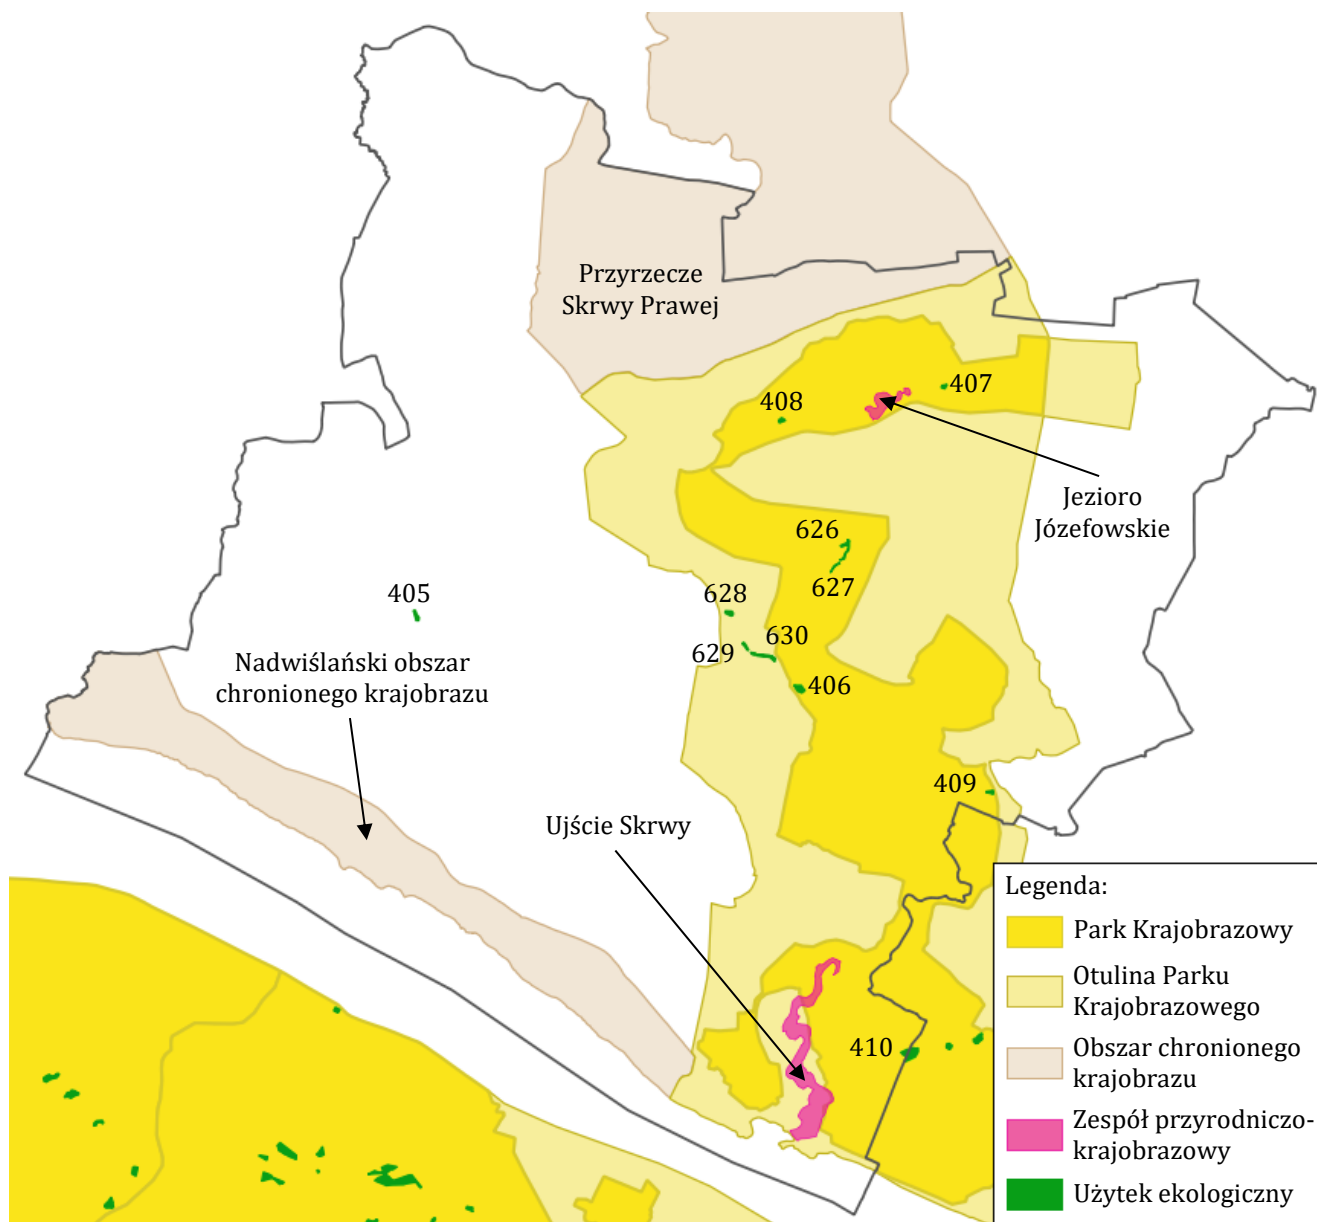 Przyrzecze
Skrwy Prawej
407
408
Jezioro
Józefowskie
626
627
405
628
630
629
Nadwiślański obszar
chronionego krajobrazu
406
409
Ujście Skrwy
410
Legenda:
Park Krajobrazowy
Otulina Parku
Krajobrazowego
Obszar chronionego
krajobrazu
Zespół przyrodniczo-
krajobrazowy
Użytek ekologiczny